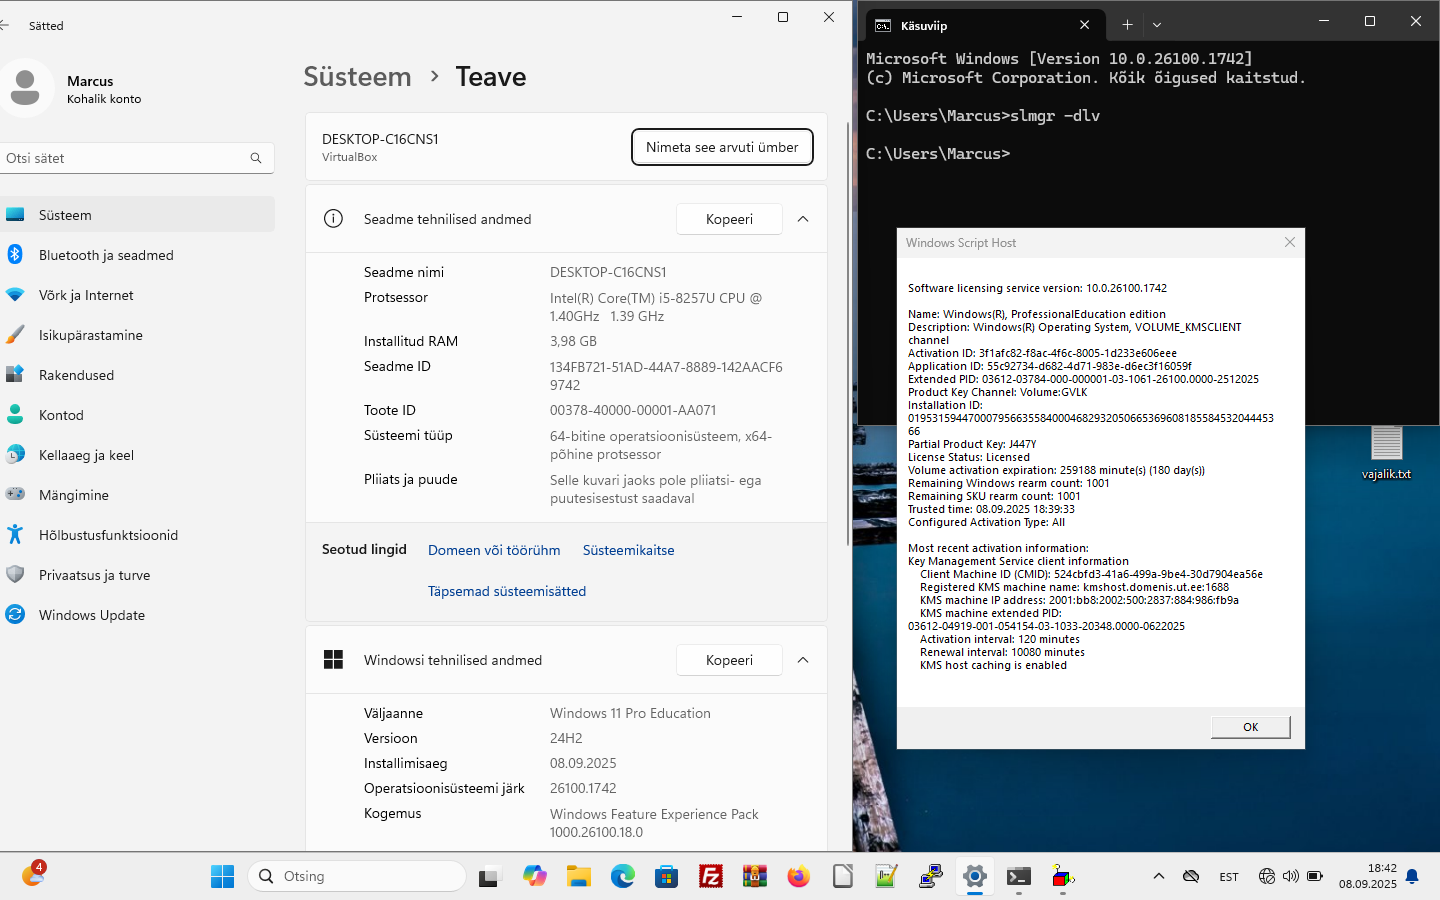 Sätted
Marcus
Kohalik konto
Otsi sätet
Süsteem
Bluetooth ja seadmed
Võrk ja Internet
Isikupärastamine
Rakendused
Kontod
Kellaaeg ja keel
Mängimine
Hõlbustusfunktsioonid
Privaatsus ja turve
Windows Update
Süsteem › Teave
DESKTOP-C16CNS1
VirtualBox
Nimeta see arvuti ümber
Seadme tehnilised andmed
Kopeeri
Seadme nimi DESKTOP-C16CNS1
Protsessor Intel(R) Core(TM) i5-8257U CPU @
1.40GHz 1.39 GHz
Installitud RAM 3,98 GB
Seadme ID 134FB721-51AD-44A7-8889-142AACF6
9742
Toote ID 00378-40000-00001-AA071
Süsteemi tüüp 64-bitine operatsioonisüsteem, x64-
põhine protsessor
Pliiats ja puude Selle kuvari jaoks pole pliiatsi- ega
puutesisestust saadaval
Seotud lingid Domeen või töörühm Süsteemikaitse
Täpsemad süsteemisätted
Windowsi tehnilised andmed
Kopeeri
Väljaanne Windows 11 Pro Education
Versioon 24H2
Installimisaeg 08.09.2025
Operatsioonisüsteemi järk 26100.1742
Kogemus Windows Feature Experience Pack
1000.26100.18.0
Käsuviip
Microsoft Windows [Version 10.0.26100.1742]
(c) Microsoft Corporation. Kõik õigused kaitstud.
C:\Users\Marcus>slmgr -dlv
C:\Users\Marcus>
Windows Script Host
Software licensing service version: 10.0.26100.1742
Name: Windows(R), ProfessionalEducation edition
Description: Windows(R) Operating System, VOLUME_KMSCLIENT
channel
Activation ID: 3f1afc82-f8ac-4f6c-8005-1d233e606eee
Application ID: 55c92734-d682-4d71-983e-d6ec3f16059f
Extended PID: 03612-03784-000-000001-03-1061-26100.0000-2512025
Product Key Channel: Volume:GVLK
Installation ID:
0195315944700079566355840004682932050665369608185584532044453
66
Partial Product Key: J447Y
License Status: Licensed
Volume activation expiration: 259188 minute(s) (180 day(s))
Remaining Windows rearm count: 1001
Remaining SKU rearm count: 1001
Trusted time: 08.09.2025 18:39:33
Configured Activation Type: All
Most recent activation information:
Key Management Service client information
Client Machine ID (CMID): 524cbfd3-41a6-499a-9be4-30d7904ea56e
Registered KMS machine name: kmshost.domenis.ut.ee:1688
KMS machine IP address: 2001:bb8:2002:500:2837:884:986:fb9a
KMS machine extended PID:
03612-04919-001-054154-03-1033-20348.0000-0622025
Activation interval: 120 minutes
Renewal interval: 10080 minutes
KMS host caching is enabled
OK
vajalik.txt
4
Otsing
EST
18:42
08.09.2025